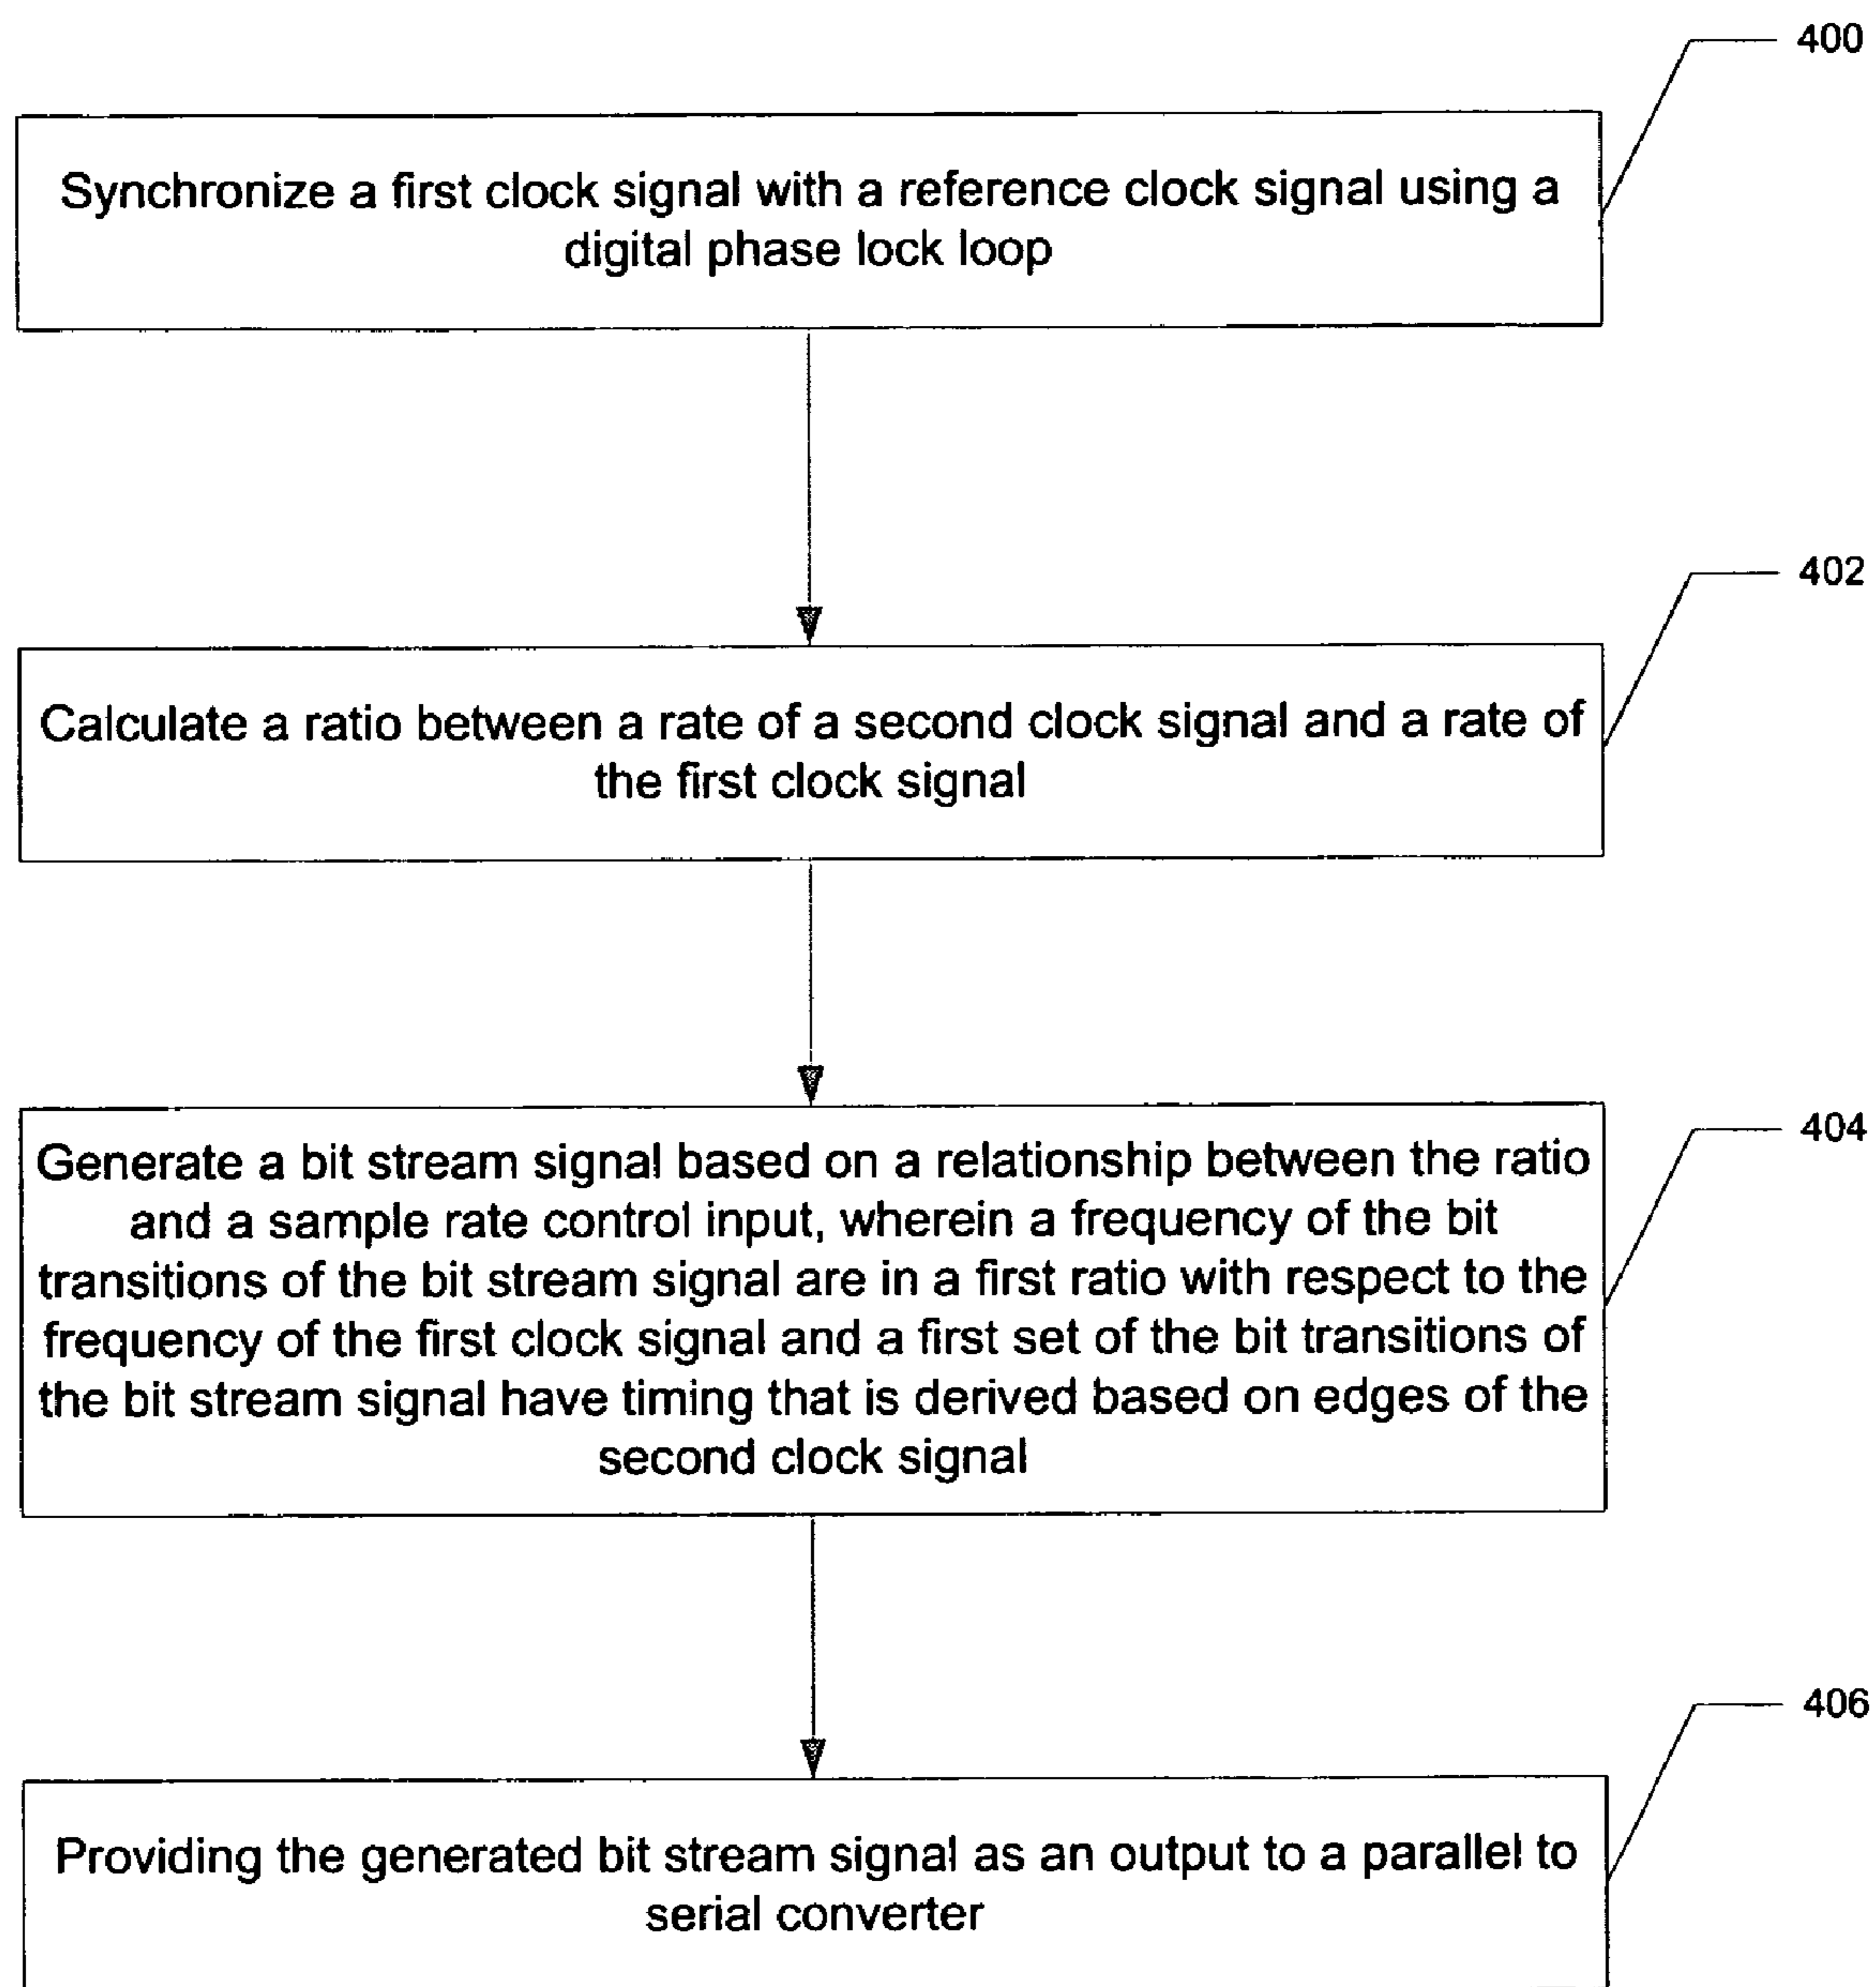 400
Synchronize a first clock signal with a reference clock signal using a
digital phase lock loop
402
Calculate a ratio between a rate of a second clock signal and a rate of
the first clock signal
404
Generate a bit stream signal based on a relationship between the ratio
and a sample rate control input, wherein a frequency of the bit
transitions of the bit stream signal are in a first ratio with respect to the
frequency of the first clock signal and a first set of the bit transitions of
the bit stream signal have timing that is derived based on edges of the
second clock signal
406
Providing the generated bit stream signal as an output to a parallel to
serial converter